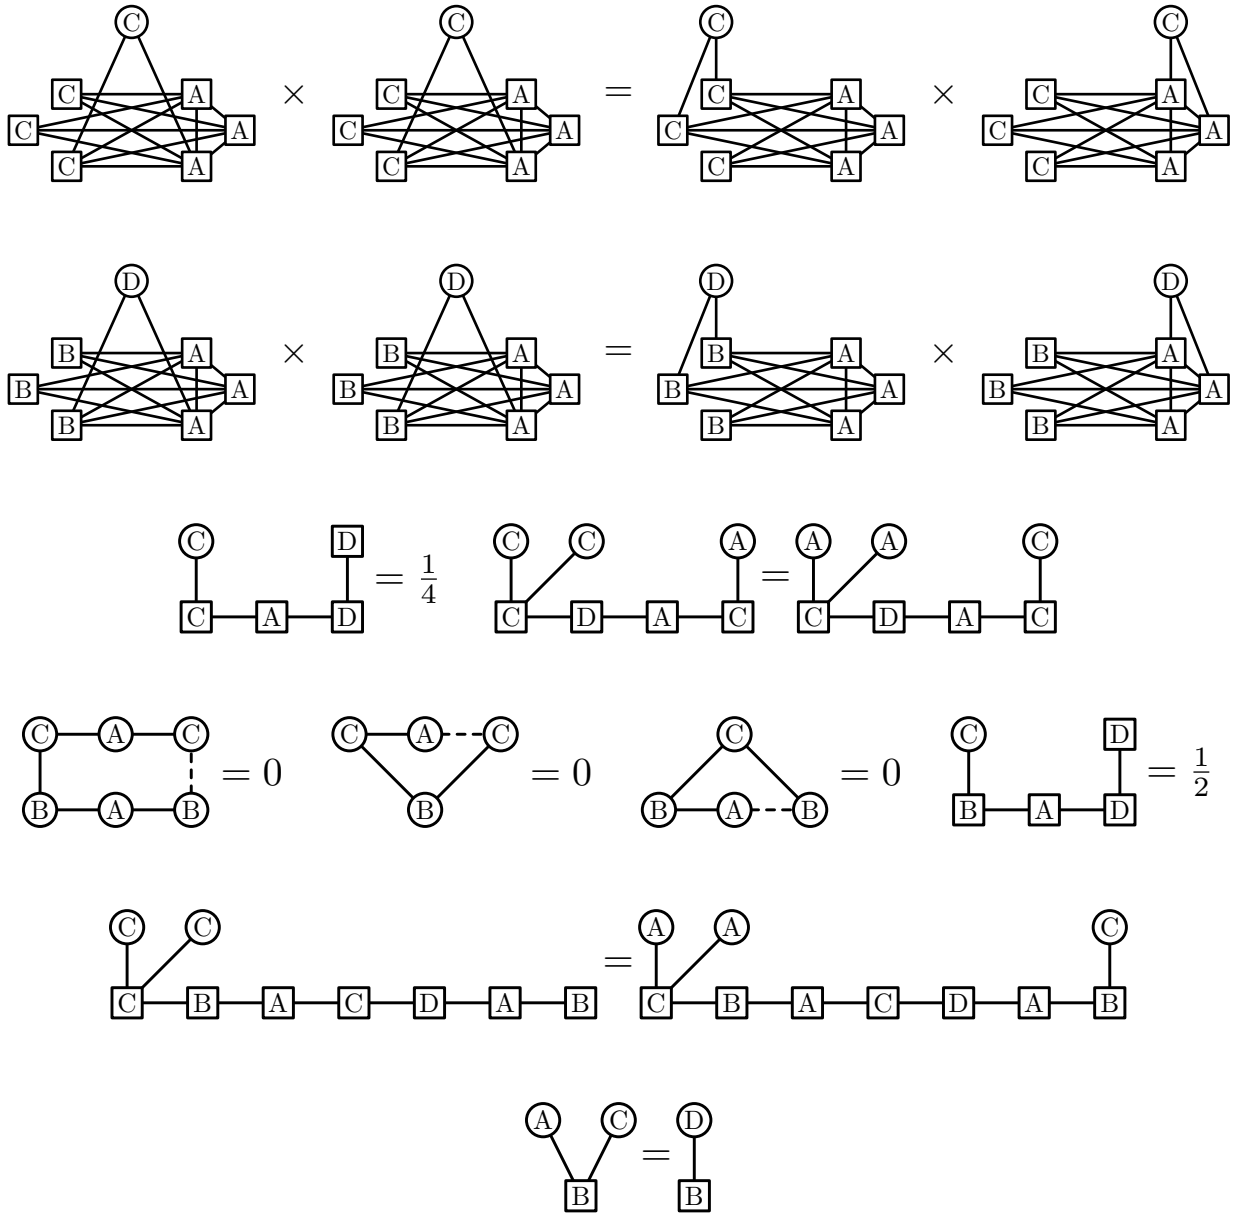 C × C = C × C
C A C A C A C A
C A C A C A C A
C A C A C A C A
D × D = D × D
B A B A B A B A
B A B A B A B A
B A B A B A B A
C D = 1/4 C C A = A A C
C A D C D A C C D A C
C A C = 0 C A C = 0 C = 0 C D = 1/2
B A B B B A B B A D
C C = A A C
C B A C D A B C B A C D A B
A C = D
B B